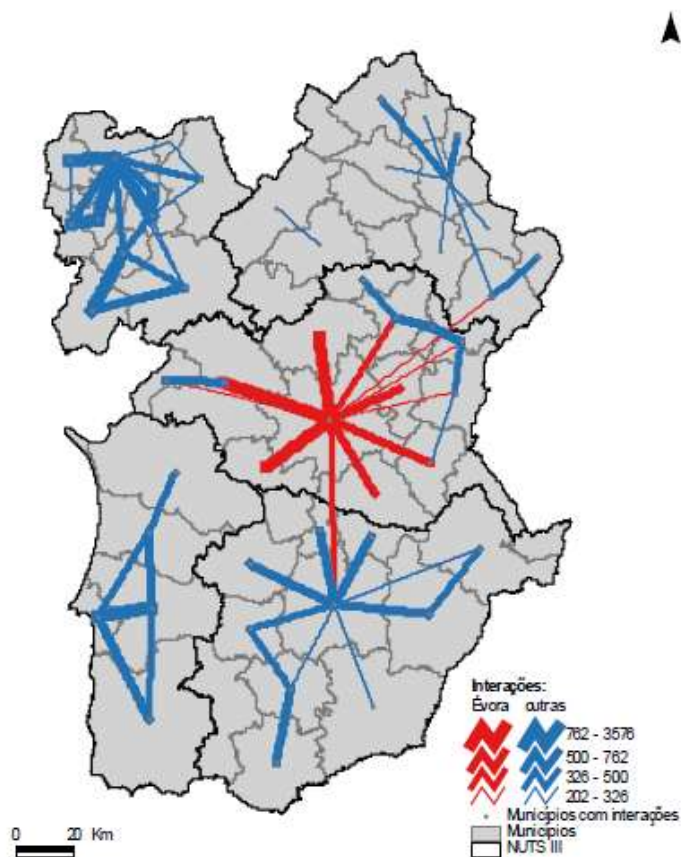 Interações:
Évora outras
762 - 3576
500 - 762
326 - 500
202 - 326
Municípios com interações
Municípios
NUTS III
0 20 Km